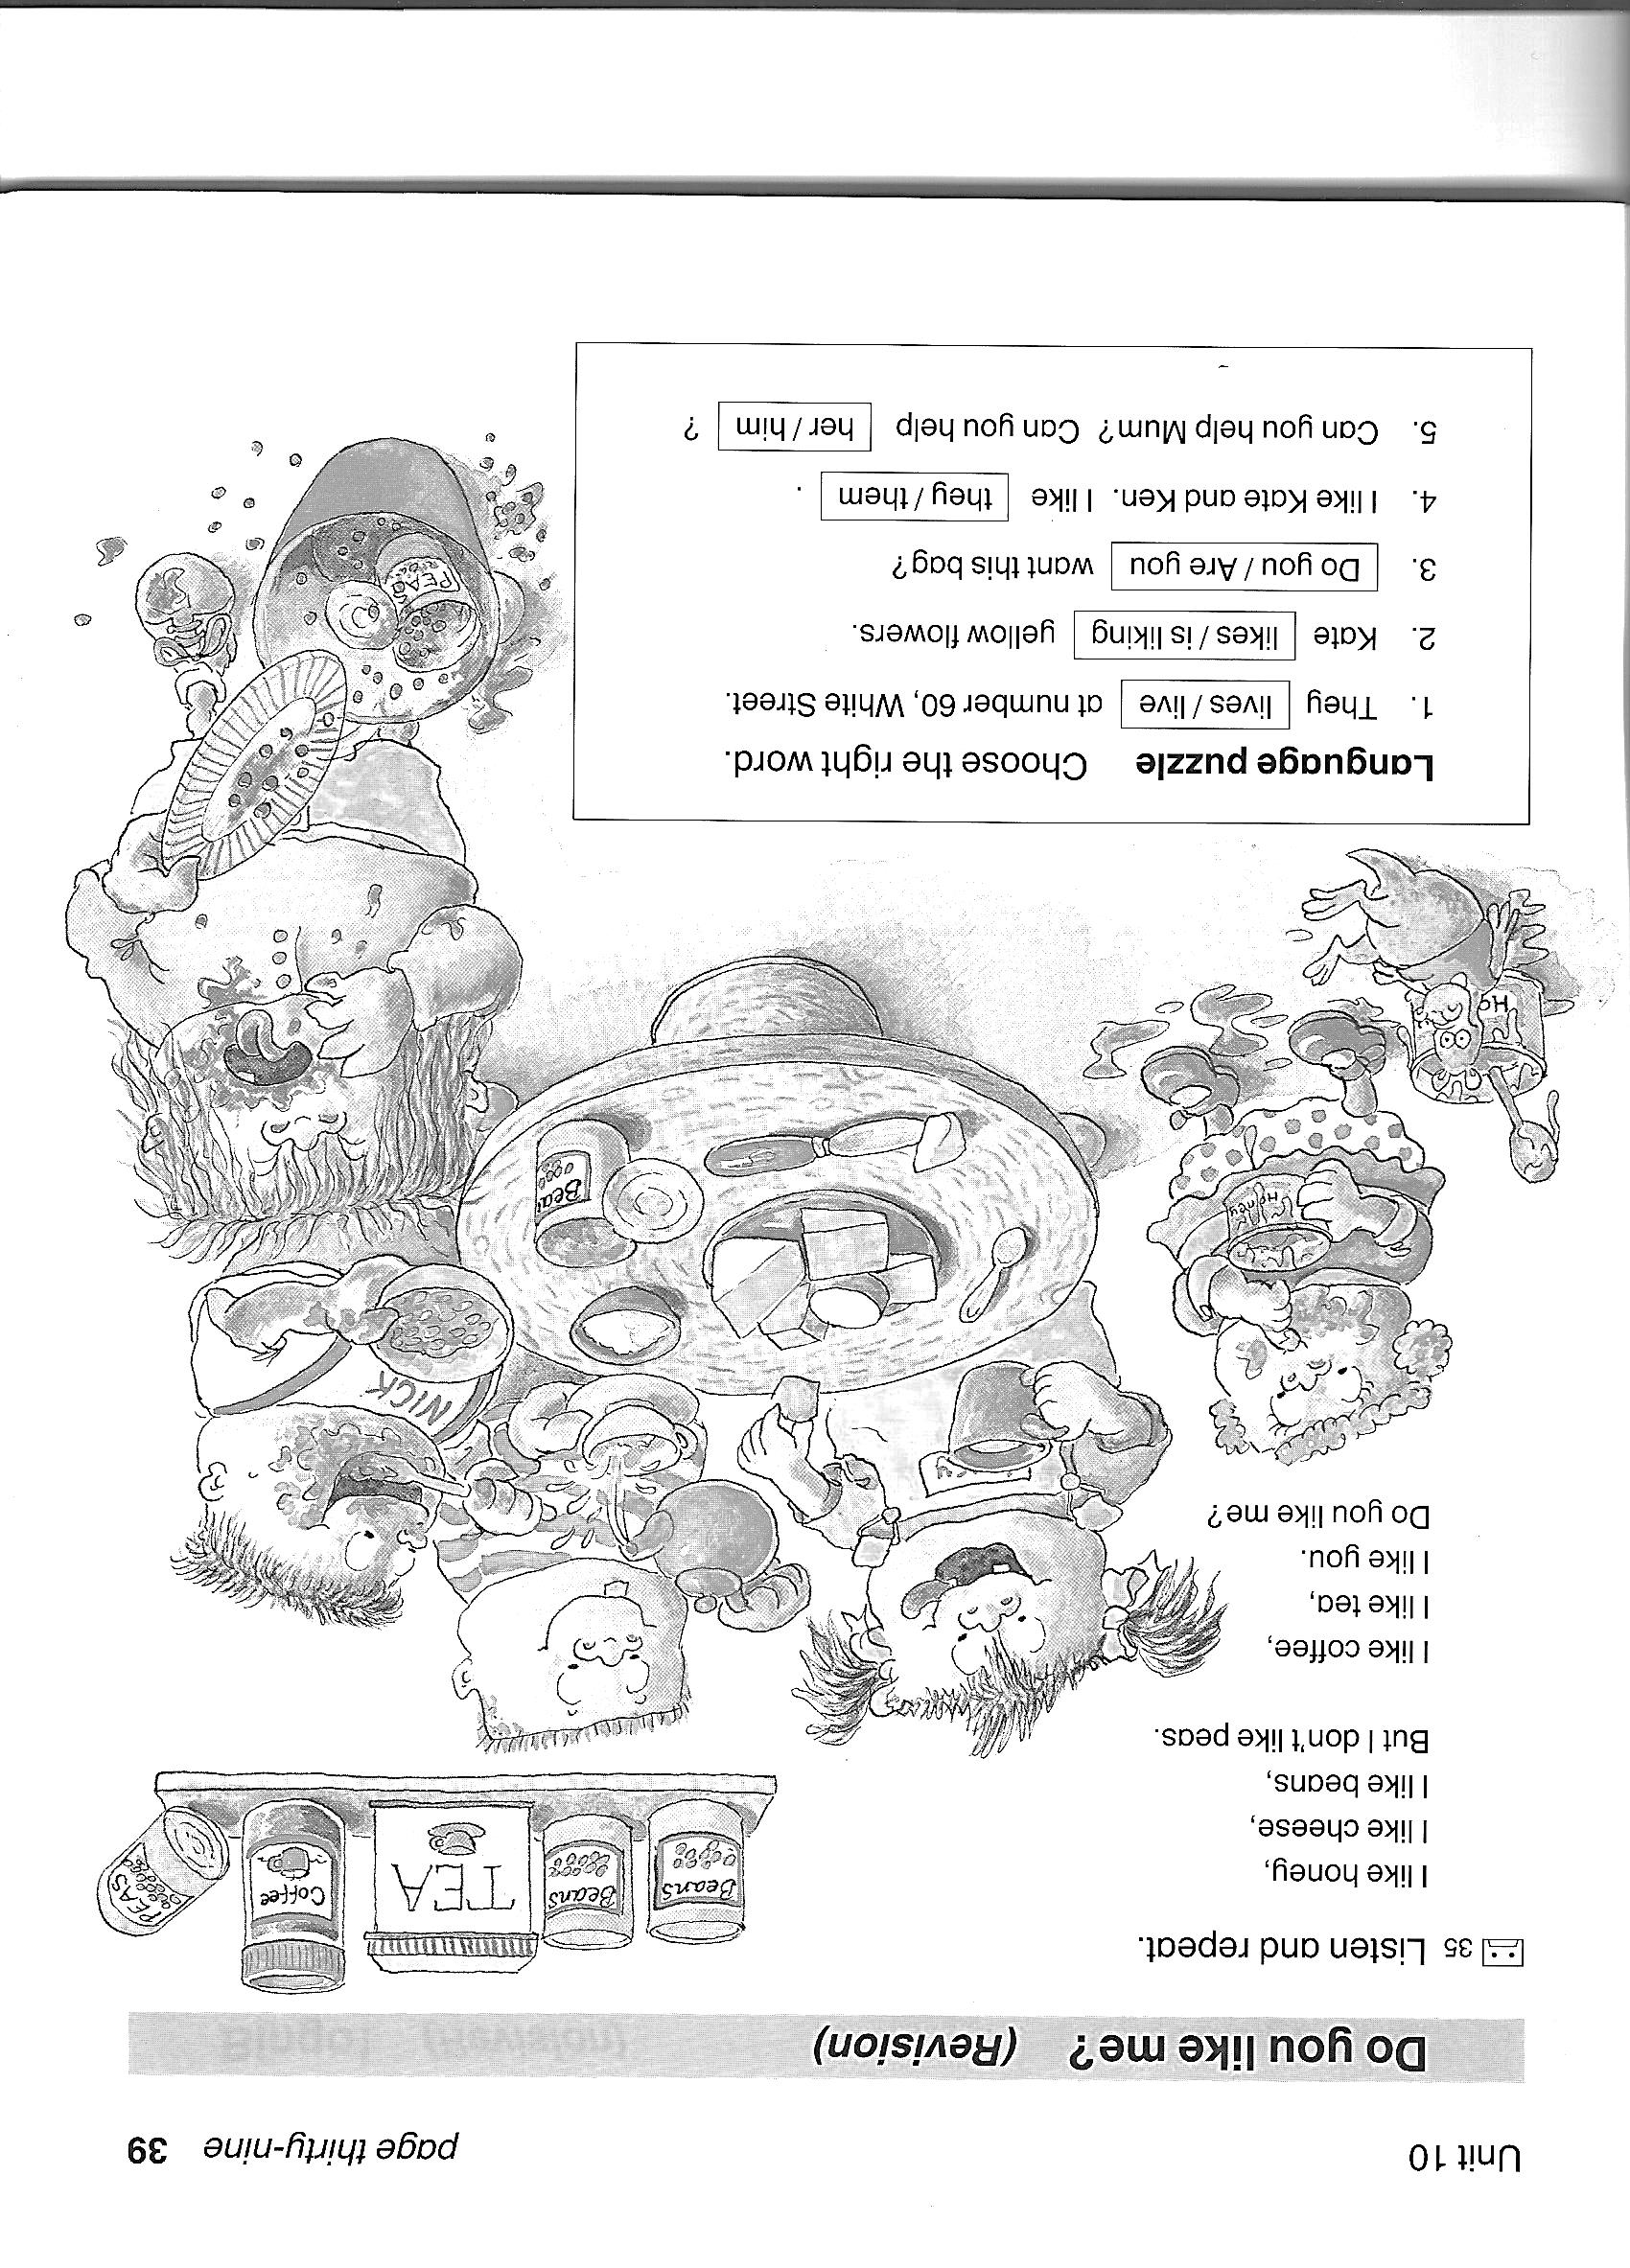 Unit 10
page thirty-nine 39
Do you like me? (Revision)
35 Listen and repeat.
I like honey,
I like cheese,
I like beans,
But I don't like peas.
I like coffee,
I like tea,
I like you.
Do you like me?
Beans
Beans
TEA
Coffee
PEAS
NICK
Honey
Ho
Bea
PEAS
Language puzzle Choose the right word.
1. They lives / live at number 60, White Street.
2. Kate likes / is liking yellow flowers.
3. Do you / Are you want this bag?
4. I like Kate and Ken. I like they / them .
5. Can you help Mum? Can you help her / him ?